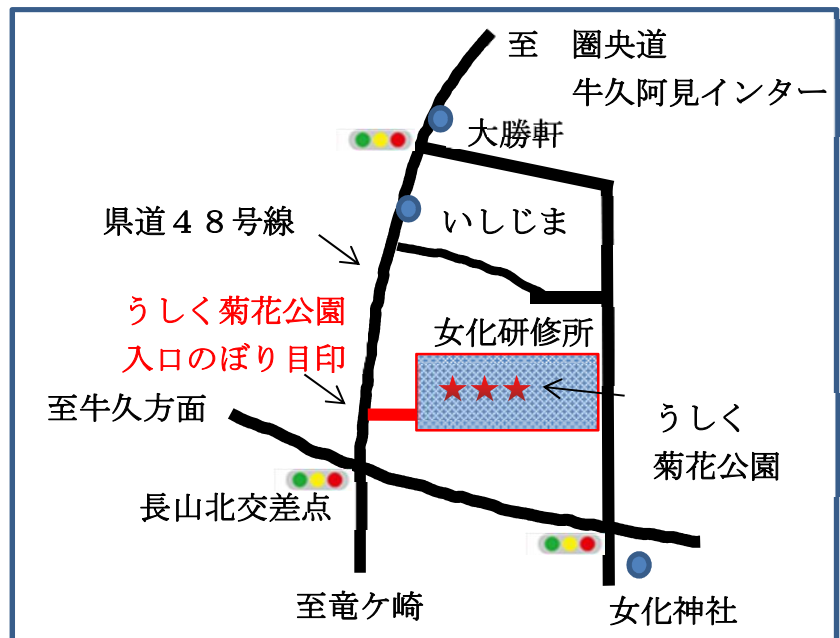 至　圏央道
牛久阿見インター
大勝軒
県道４８号線
いしじま
うしく菊花公園
入口のぼり目印
女化研修所
至牛久方面
うしく
菊花公園
長山北交差点
至竜ケ崎
女化神社